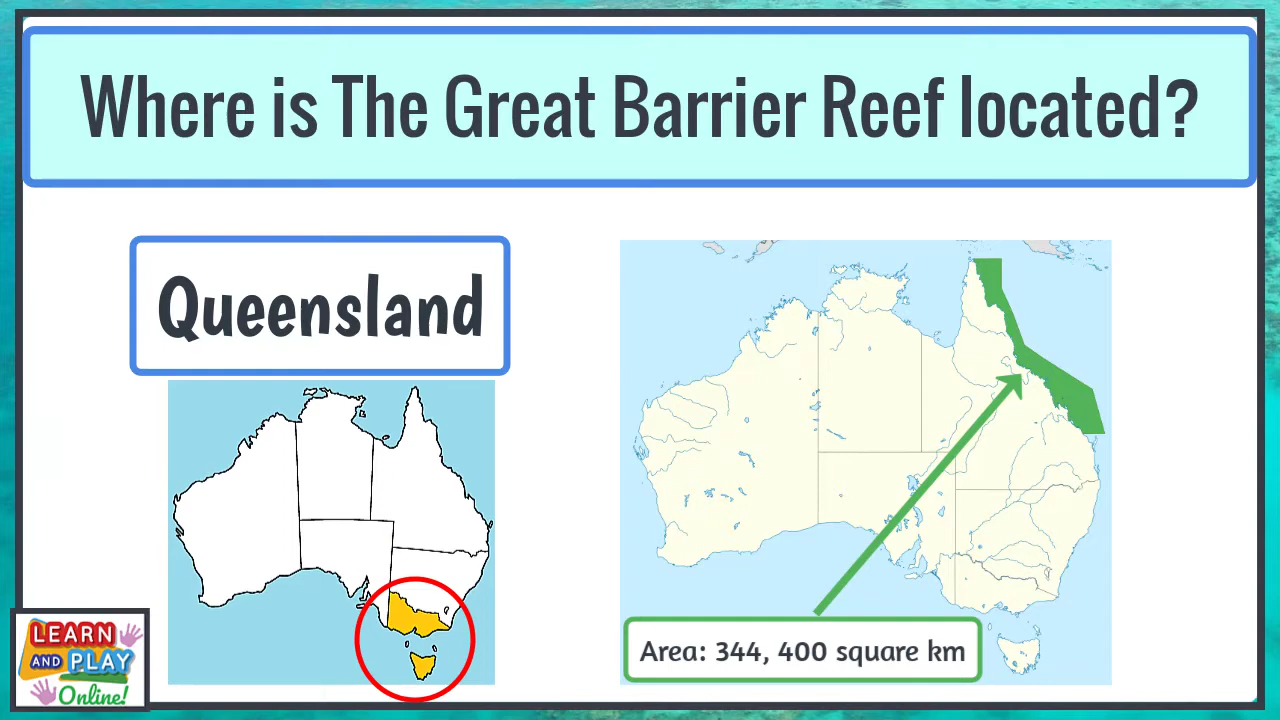 Where is The Great Barrier Reef located?
Queensland
Area: 344, 400 square km
LEARN
AND PLAY
Online!